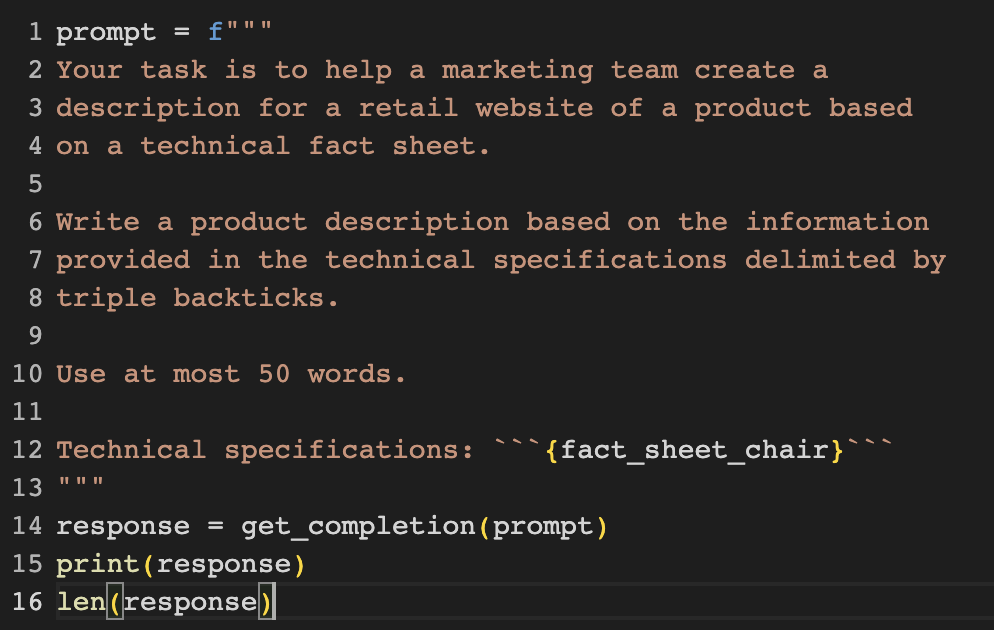 1 prompt = f"""
2 Your task is to help a marketing team create a
3 description for a retail website of a product based
4 on a technical fact sheet.
5
6 Write a product description based on the information
7 provided in the technical specifications delimited by
8 triple backticks.
9
10 Use at most 50 words.
11
12 Technical specifications: ```{fact_sheet_chair}```
13 """
14 response = get_completion(prompt)
15 print(response)
16 len(response)